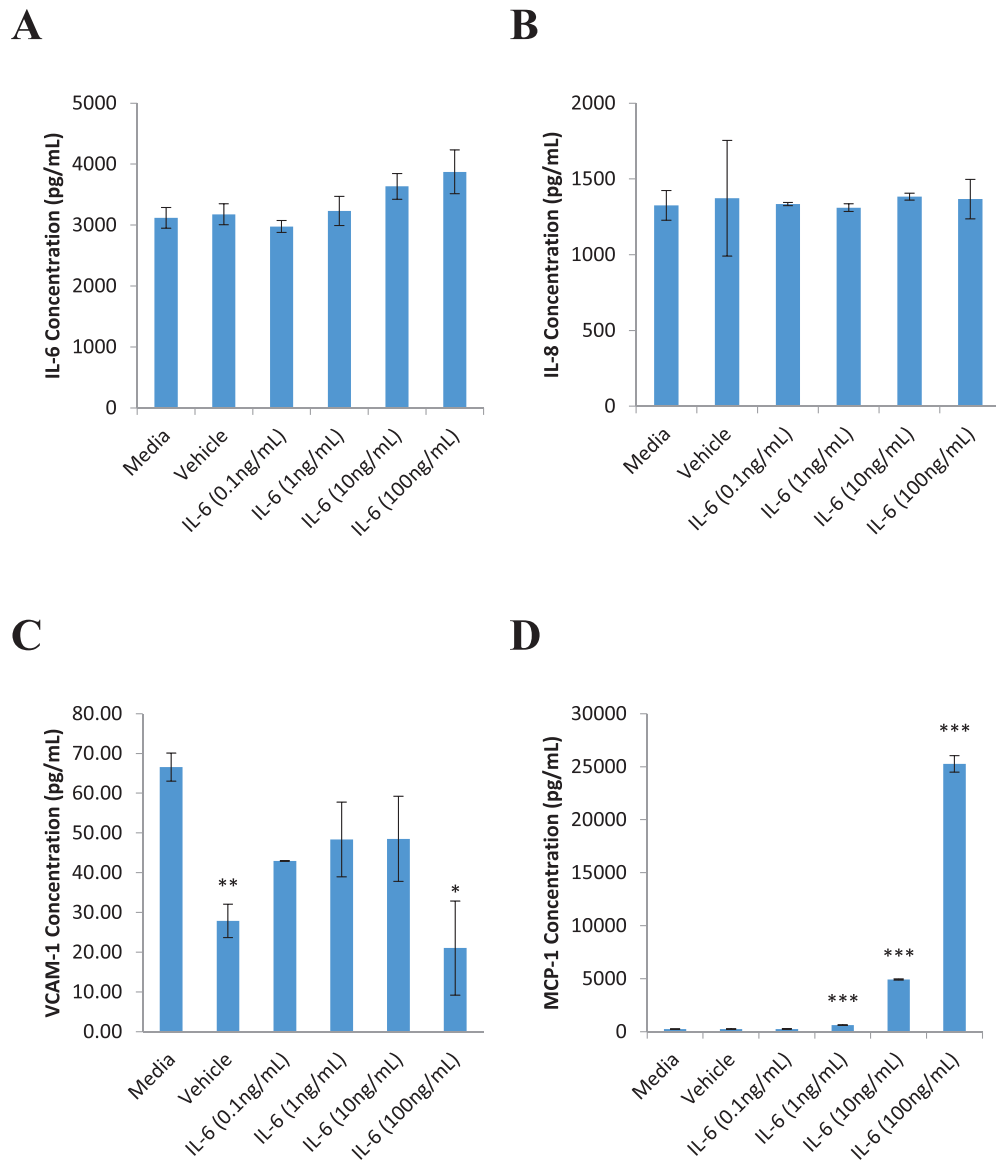 A
IL-6 Concentration (pg/mL)
5000
4000
3000
2000
1000
0
Media
Vehicle
IL-6 (0.1ng/mL)
IL-6 (1ng/mL)
IL-6 (10ng/mL)
IL-6 (100ng/mL)
B
IL-8 Concentration (pg/mL)
2000
1500
1000
500
0
Media
Vehicle
IL-6 (0.1ng/mL)
IL-6 (1ng/mL)
IL-6 (10ng/mL)
IL-6 (100ng/mL)
C
VCAM-1 Concentration (pg/mL)
80.00
70.00
60.00
50.00
40.00
30.00
20.00
10.00
0.00
**
*
Media
Vehicle
IL-6 (0.1ng/mL)
IL-6 (1ng/mL)
IL-6 (10ng/mL)
IL-6 (100ng/mL)
D
MCP-1 Concentration (pg/mL)
30000
25000
20000
15000
10000
5000
0
***
***
***
Media
Vehicle
IL-6 (0.1ng/mL)
IL-6 (1ng/mL)
IL-6 (10ng/mL)
IL-6 (100ng/mL)